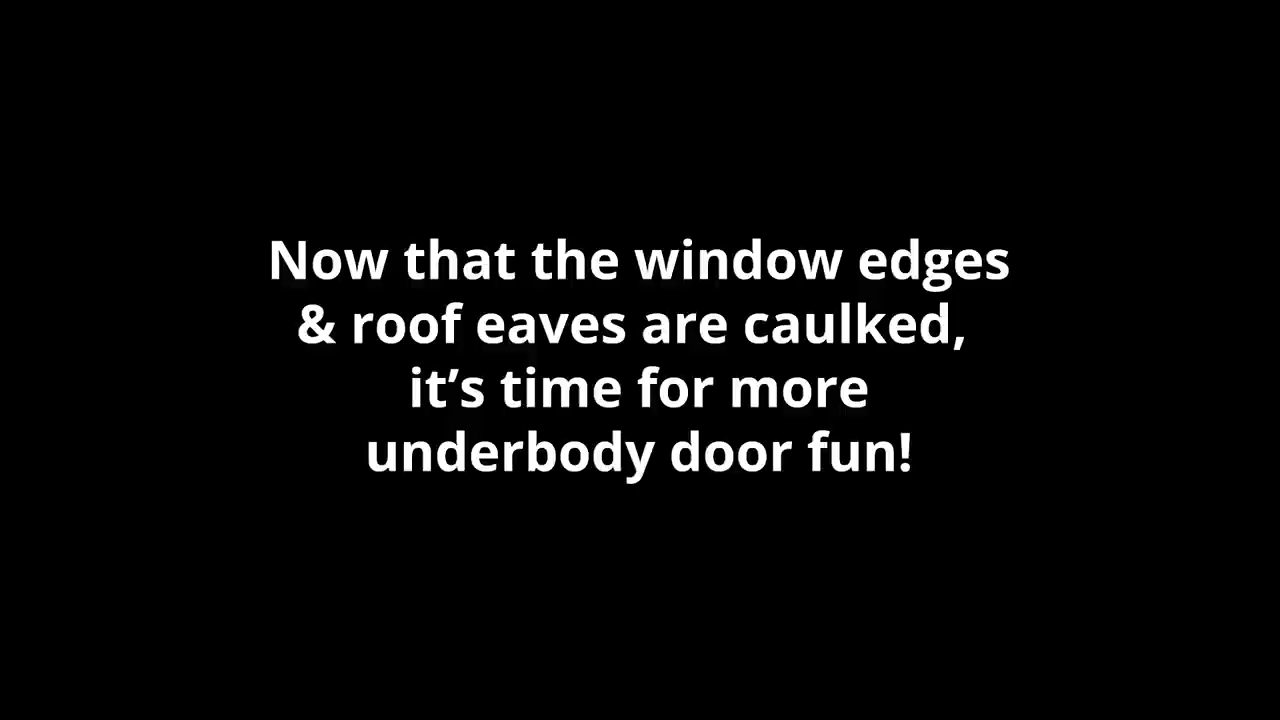 Now that the window edges
& roof eaves are caulked,
it’s time for more
underbody door fun!